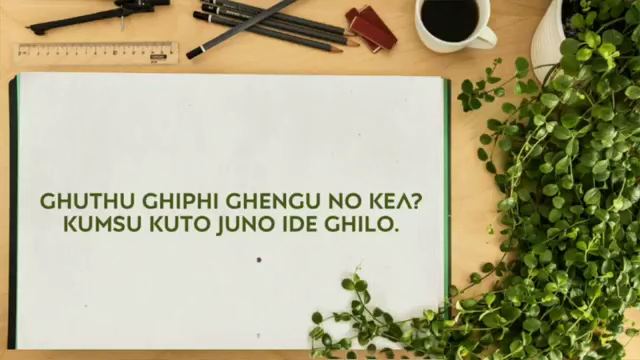 GHUTHU GHIPHI GHENGU NO KEΛ?
KUMSU KUTO JUNO IDE GHILO.